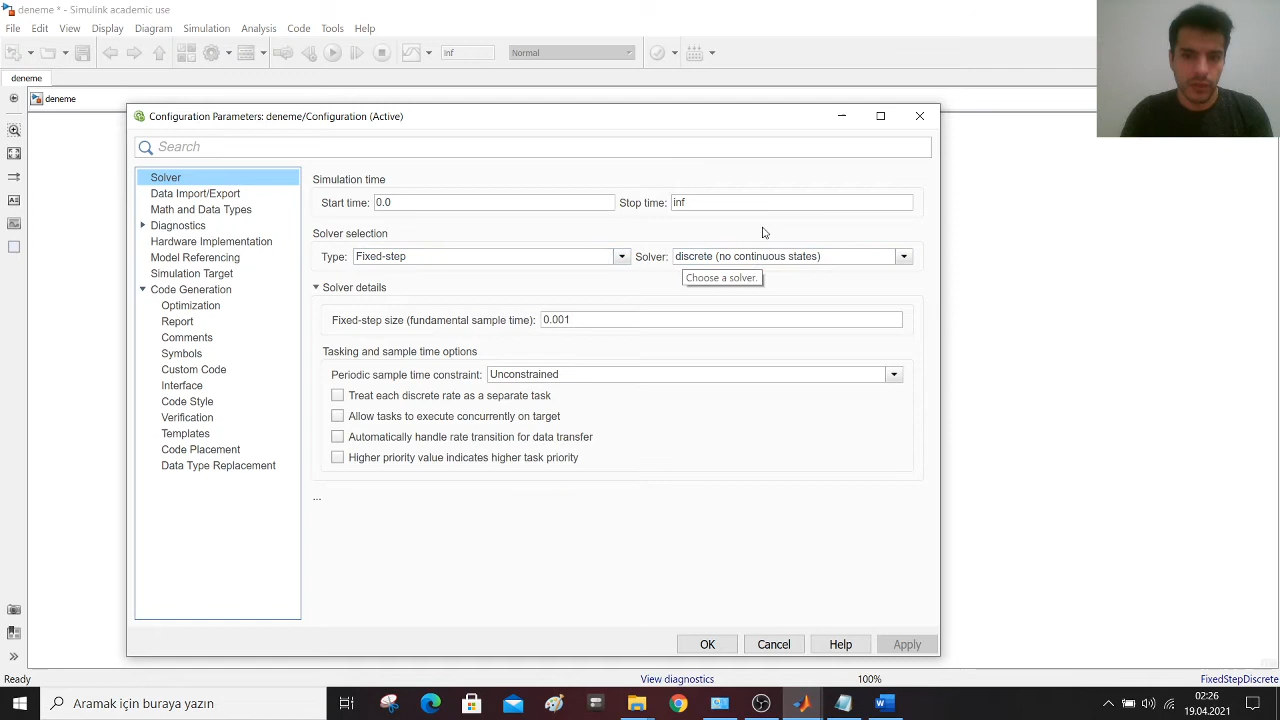 deneme * - Simulink academic use
File Edit View Display Diagram Simulation Analysis Code Tools Help
inf Normal
deneme
deneme
Configuration Parameters: deneme/Configuration (Active)
Search
Solver
Data Import/Export
Math and Data Types
Diagnostics
Hardware Implementation
Model Referencing
Simulation Target
Code Generation
Optimization
Report
Comments
Symbols
Custom Code
Interface
Code Style
Verification
Templates
Code Placement
Data Type Replacement
Simulation time
Start time: 0.0 Stop time: inf
Solver selection
Type: Fixed-step Solver: discrete (no continuous states)
Choose a solver.
Solver details
Fixed-step size (fundamental sample time): 0.001
Tasking and sample time options
Periodic sample time constraint: Unconstrained
Treat each discrete rate as a separate task
Allow tasks to execute concurrently on target
Automatically handle rate transition for data transfer
Higher priority value indicates higher task priority
...
OK Cancel Help Apply
Ready View diagnostics 100% FixedStepDiscrete
Aramak için buraya yazın
02:26
19.04.2021